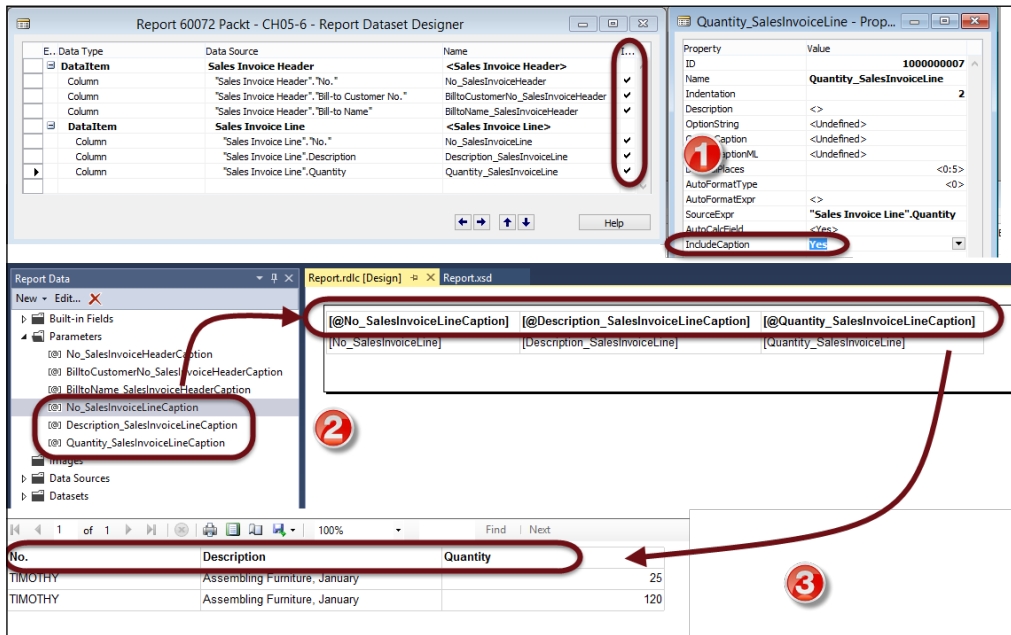 Report 60072 Packt - CH05-6 - Report Dataset Designer
E.. Data Type Data Source Name I...
DataItem Sales Invoice Header <Sales Invoice Header>
Column "Sales Invoice Header"."No." No_SalesInvoiceHeader
Column "Sales Invoice Header"."Bill-to Customer No." BilltoCustomerNo_SalesInvoiceHeader
Column "Sales Invoice Header"."Bill-to Name" BilltoName_SalesInvoiceHeader
DataItem Sales Invoice Line <Sales Invoice Line>
Column "Sales Invoice Line"."No." No_SalesInvoiceLine
Column "Sales Invoice Line".Description Description_SalesInvoiceLine
Column "Sales Invoice Line".Quantity Quantity_SalesInvoiceLine
Help
Quantity_SalesInvoiceLine - Prop...
Property Value
ID 1000000007
Name Quantity_SalesInvoiceLine
Indentation 2
Description <>
OptionString <Undefined>
Caption <Undefined>
ptionML <Undefined>
Places <0:5>
AutoFormatType <0>
AutoFormatExpr <>
SourceExpr "Sales Invoice Line".Quantity
AutoCalcField <Yes>
IncludeCaption Yes
1
Report Data
New Edit...
Built-in Fields
Parameters
[@] No_SalesInvoiceHeaderCaption
[@] BilltoCustomerNo_SalesInvoiceHeaderCaption
[@] BilltoName_SalesInvoiceHeaderCaption
[@] No_SalesInvoiceLineCaption
[@] Description_SalesInvoiceLineCaption
[@] Quantity_SalesInvoiceLineCaption
Images
Data Sources
Datasets
Report.rdlc [Design] Report.xsd
[@No_SalesInvoiceLineCaption] [@Description_SalesInvoiceLineCaption] [@Quantity_SalesInvoiceLineCaption]
[No_SalesInvoiceLine] [Description_SalesInvoiceLine] [Quantity_SalesInvoiceLine]
2
1 of 1 100% Find | Next
No. Description Quantity
TIMOTHY Assembling Furniture, January 25
TIMOTHY Assembling Furniture, January 120
3